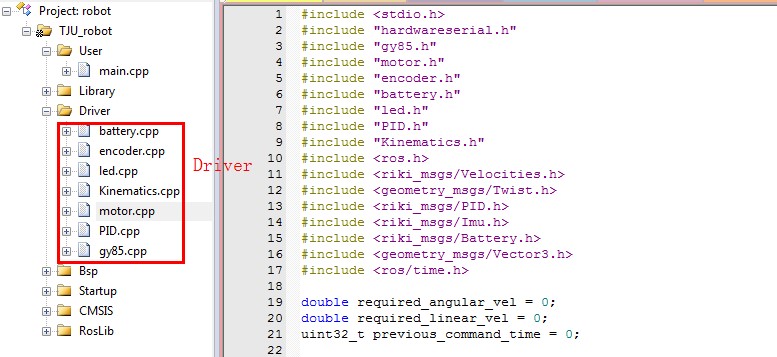 Project: robot
TJU_robot
User
main.cpp
Library
Driver
battery.cpp
encoder.cpp
led.cpp
Kinematics.cpp
motor.cpp
PID.cpp
gy85.cpp
Bsp
Startup
CMSIS
RosLib
Driver
1 #include <stdio.h>
2 #include "hardwareserial.h"
3 #include "gy85.h"
4 #include "motor.h"
5 #include "encoder.h"
6 #include "battery.h"
7 #include "led.h"
8 #include "PID.h"
9 #include "Kinematics.h"
10 #include <ros.h>
11 #include <riki_msgs/Velocities.h>
12 #include <geometry_msgs/Twist.h>
13 #include <riki_msgs/PID.h>
14 #include <riki_msgs/Imu.h>
15 #include <riki_msgs/Battery.h>
16 #include <geometry_msgs/Vector3.h>
17 #include <ros/time.h>
18
19 double required_angular_vel = 0;
20 double required_linear_vel = 0;
21 uint32_t previous_command_time = 0;
22